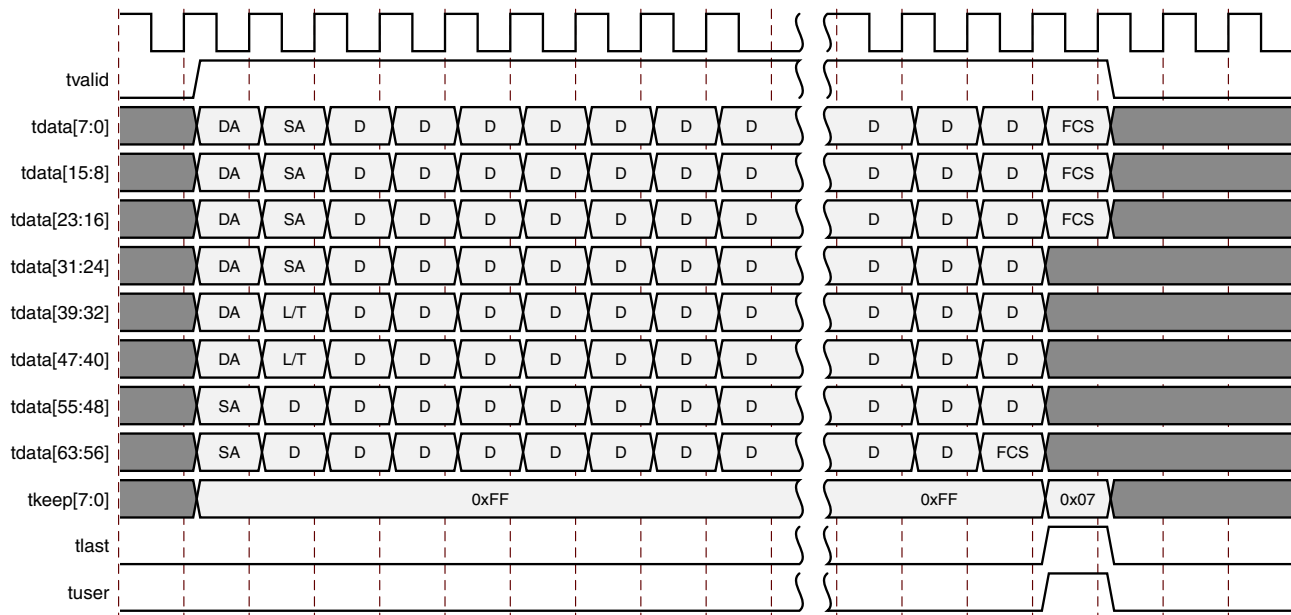 tvalid
tdata[7:0] DA SA D D D D D D D D D D FCS
tdata[15:8] DA SA D D D D D D D D D D FCS
tdata[23:16] DA SA D D D D D D D D D D FCS
tdata[31:24] DA SA D D D D D D D D D D
tdata[39:32] DA L/T D D D D D D D D D D
tdata[47:40] DA L/T D D D D D D D D D D
tdata[55:48] SA D D D D D D D D D D D
tdata[63:56] SA D D D D D D D D D D FCS
tkeep[7:0] 0xFF 0xFF 0x07
tlast
tuser